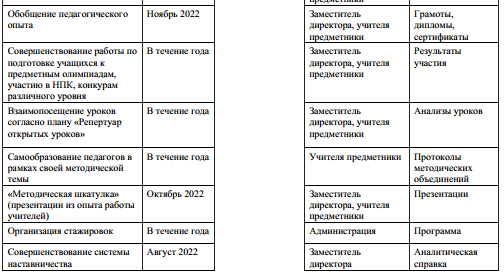 предметники
Обобщение педагогического
опыта
Ноябрь 2022
Заместитель
директора, учителя
предметники
Грамоты,
дипломы,
сертификаты
Совершенствование работы по
подготовке учащихся к
предметным олимпиадам,
участию в НПК, конкурам
различного уровня
В течение года
Заместитель
директора, учителя
предметники
Результаты
участия
Взаимопосещение уроков
согласно плану «Репертуар
открытых уроков»
В течение года
Заместитель
директора, учителя
предметники
Анализы уроков
Самообразование педагогов в
рамках своей методической
темы
В течение года
Учителя предметники
Протоколы
методических
объединений
«Методическая шкатулка»
(презентации из опыта работы
учителей)
Октябрь 2022
Заместитель
директора, учителя
предметники
Презентации
Организация стажировок
В течение года
Администрация
Программа
Совершенствование системы
наставничества
Август 2022
Заместитель
директора
Аналитическая
справка